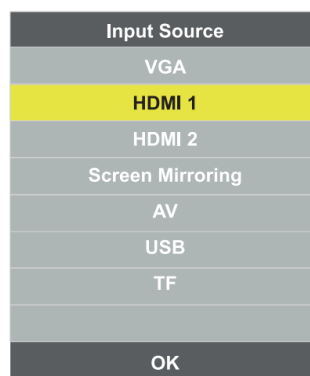 Input Source
VGA
HDMI 1
HDMI 2
Screen Mirroring
AV
USB
TF
OK